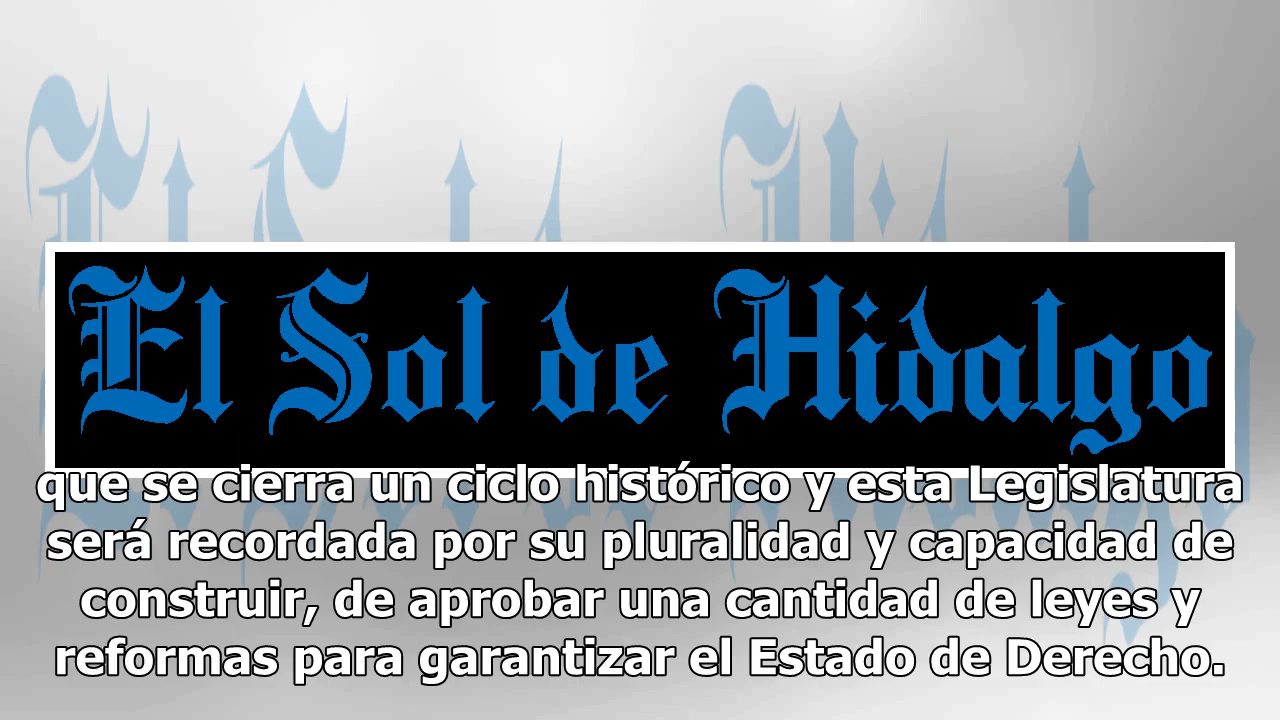 El Sol de Hidalgo
que se cierra un ciclo histórico y esta Legislatura
será recordada por su pluralidad y capacidad de
construir, de aprobar una cantidad de leyes y
reformas para garantizar el Estado de Derecho.